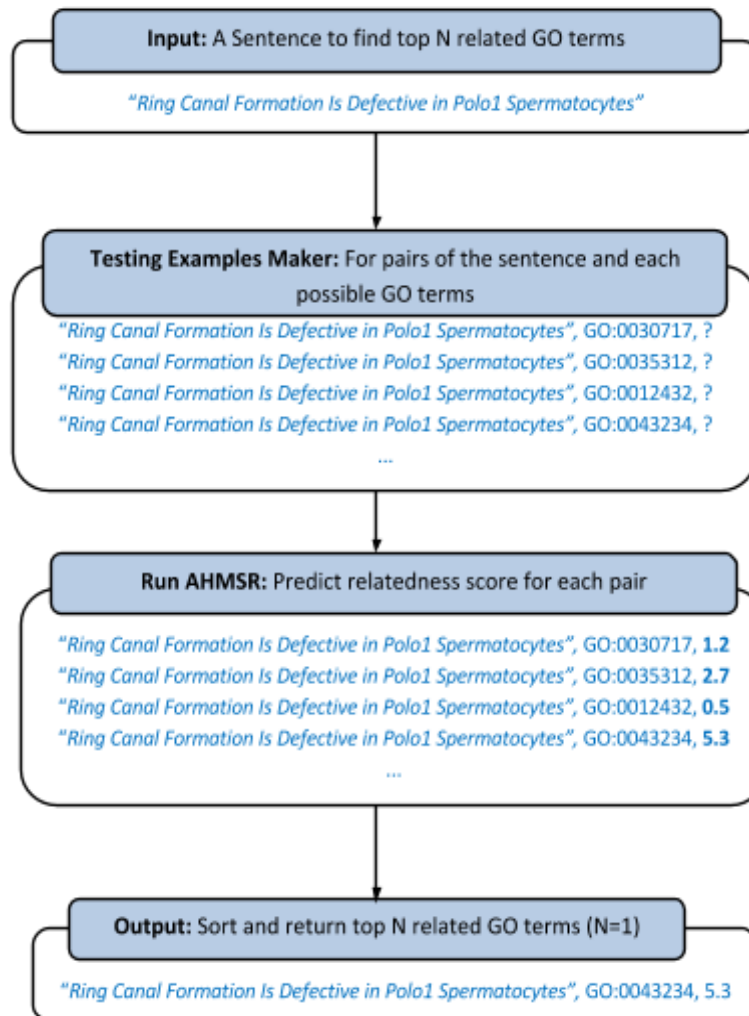 Input: A Sentence to find top N related GO terms
“Ring Canal Formation Is Defective in Polo1 Spermatocytes”
Testing Examples Maker: For pairs of the sentence and each
possible GO terms
“Ring Canal Formation Is Defective in Polo1 Spermatocytes”, GO:0030717, ?
“Ring Canal Formation Is Defective in Polo1 Spermatocytes”, GO:0035312, ?
“Ring Canal Formation Is Defective in Polo1 Spermatocytes”, GO:0012432, ?
“Ring Canal Formation Is Defective in Polo1 Spermatocytes”, GO:0043234, ?
...
Run AHMSR: Predict relatedness score for each pair
“Ring Canal Formation Is Defective in Polo1 Spermatocytes”, GO:0030717, 1.2
“Ring Canal Formation Is Defective in Polo1 Spermatocytes”, GO:0035312, 2.7
“Ring Canal Formation Is Defective in Polo1 Spermatocytes”, GO:0012432, 0.5
“Ring Canal Formation Is Defective in Polo1 Spermatocytes”, GO:0043234, 5.3
...
Output: Sort and return top N related GO terms (N=1)
“Ring Canal Formation Is Defective in Polo1 Spermatocytes”, GO:0043234, 5.3